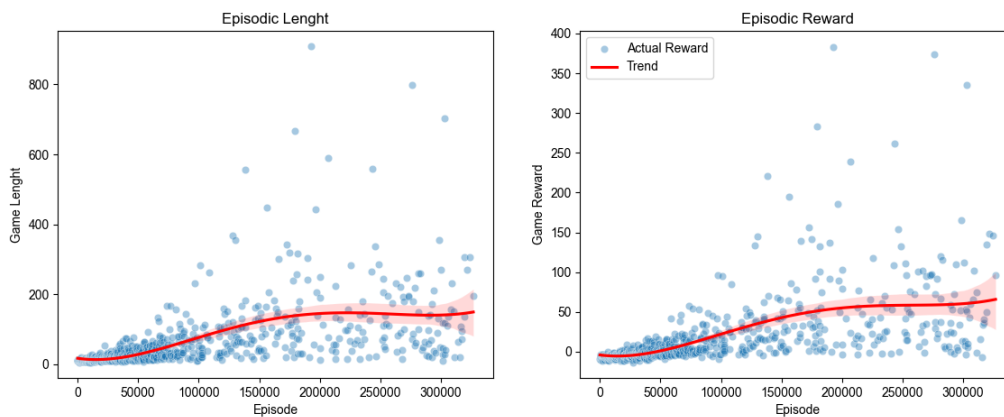 Episodic Lenght
Game Lenght
800
600
400
200
0
0 50000 100000 150000 200000 250000 300000
Episode
Episodic Reward
Actual Reward
Trend
Game Reward
400
350
300
250
200
150
100
50
0
0 50000 100000 150000 200000 250000 300000
Episode